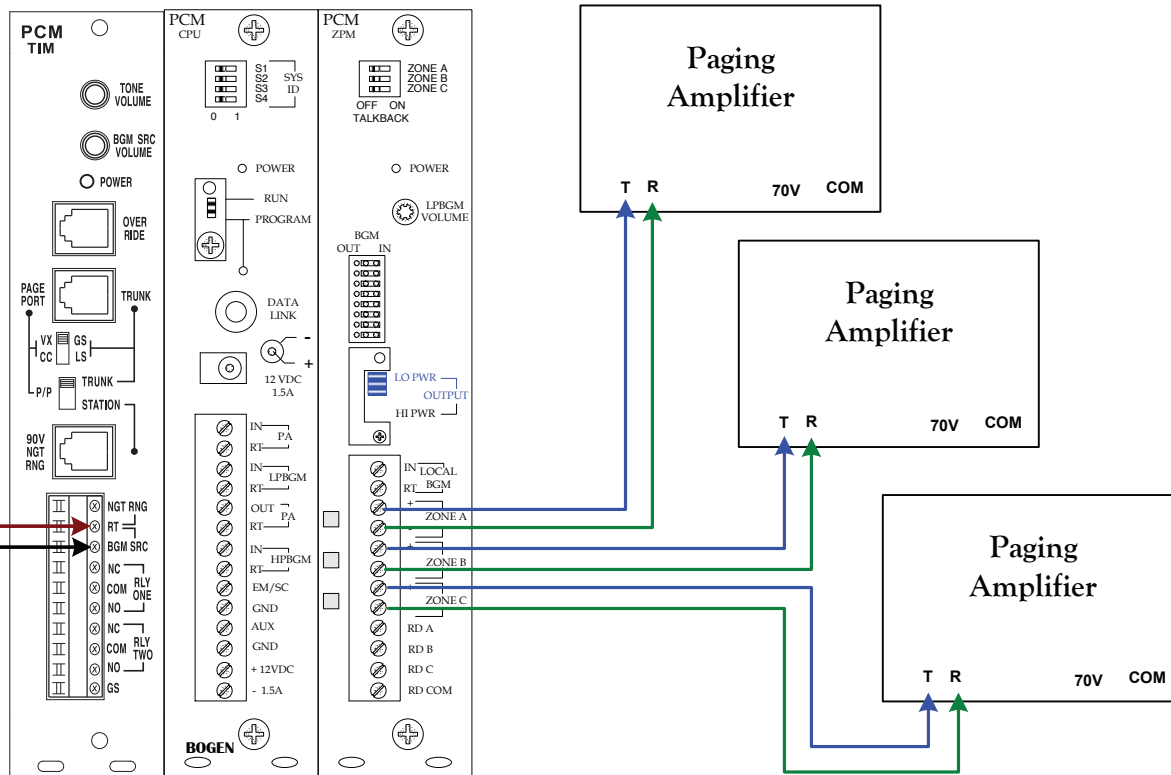 PCM
TIM
TONE
VOLUME
BGM SRC
VOLUME
POWER
OVER
RIDE
PAGE
PORT
TRUNK
VX
CC
GS
LS
P/P
TRUNK
STATION
90V
NGT
RNG
NGT RNG
RT
BGM SRC
NC
COM
NO
RLY
ONE
NC
COM
NO
RLY
TWO
GS
PCM
CPU
S1
S2
S3
S4
SYS
ID
0 1
POWER
RUN
PROGRAM
DATA
LINK
-
+
12 VDC
1.5A
IN
RT
PA
IN
RT
LPBGM
OUT
RT
PA
IN
RT
HPBGM
EM/SC
GND
AUX
GND
+ 12VDC
- 1.5A
BOGEN
PCM
ZPM
ZONE A
ZONE B
ZONE C
OFF ON
TALKBACK
POWER
LPBGM
VOLUME
BGM
OUT IN
LO PWR
OUTPUT
HI PWR
IN
RT
LOCAL
BGM
+
ZONE A
-
+
ZONE B
+
ZONE C
RD A
RD B
RD C
RD COM
Paging
Amplifier
T R 70V COM
Paging
Amplifier
T R 70V COM
Paging
Amplifier
T R 70V COM